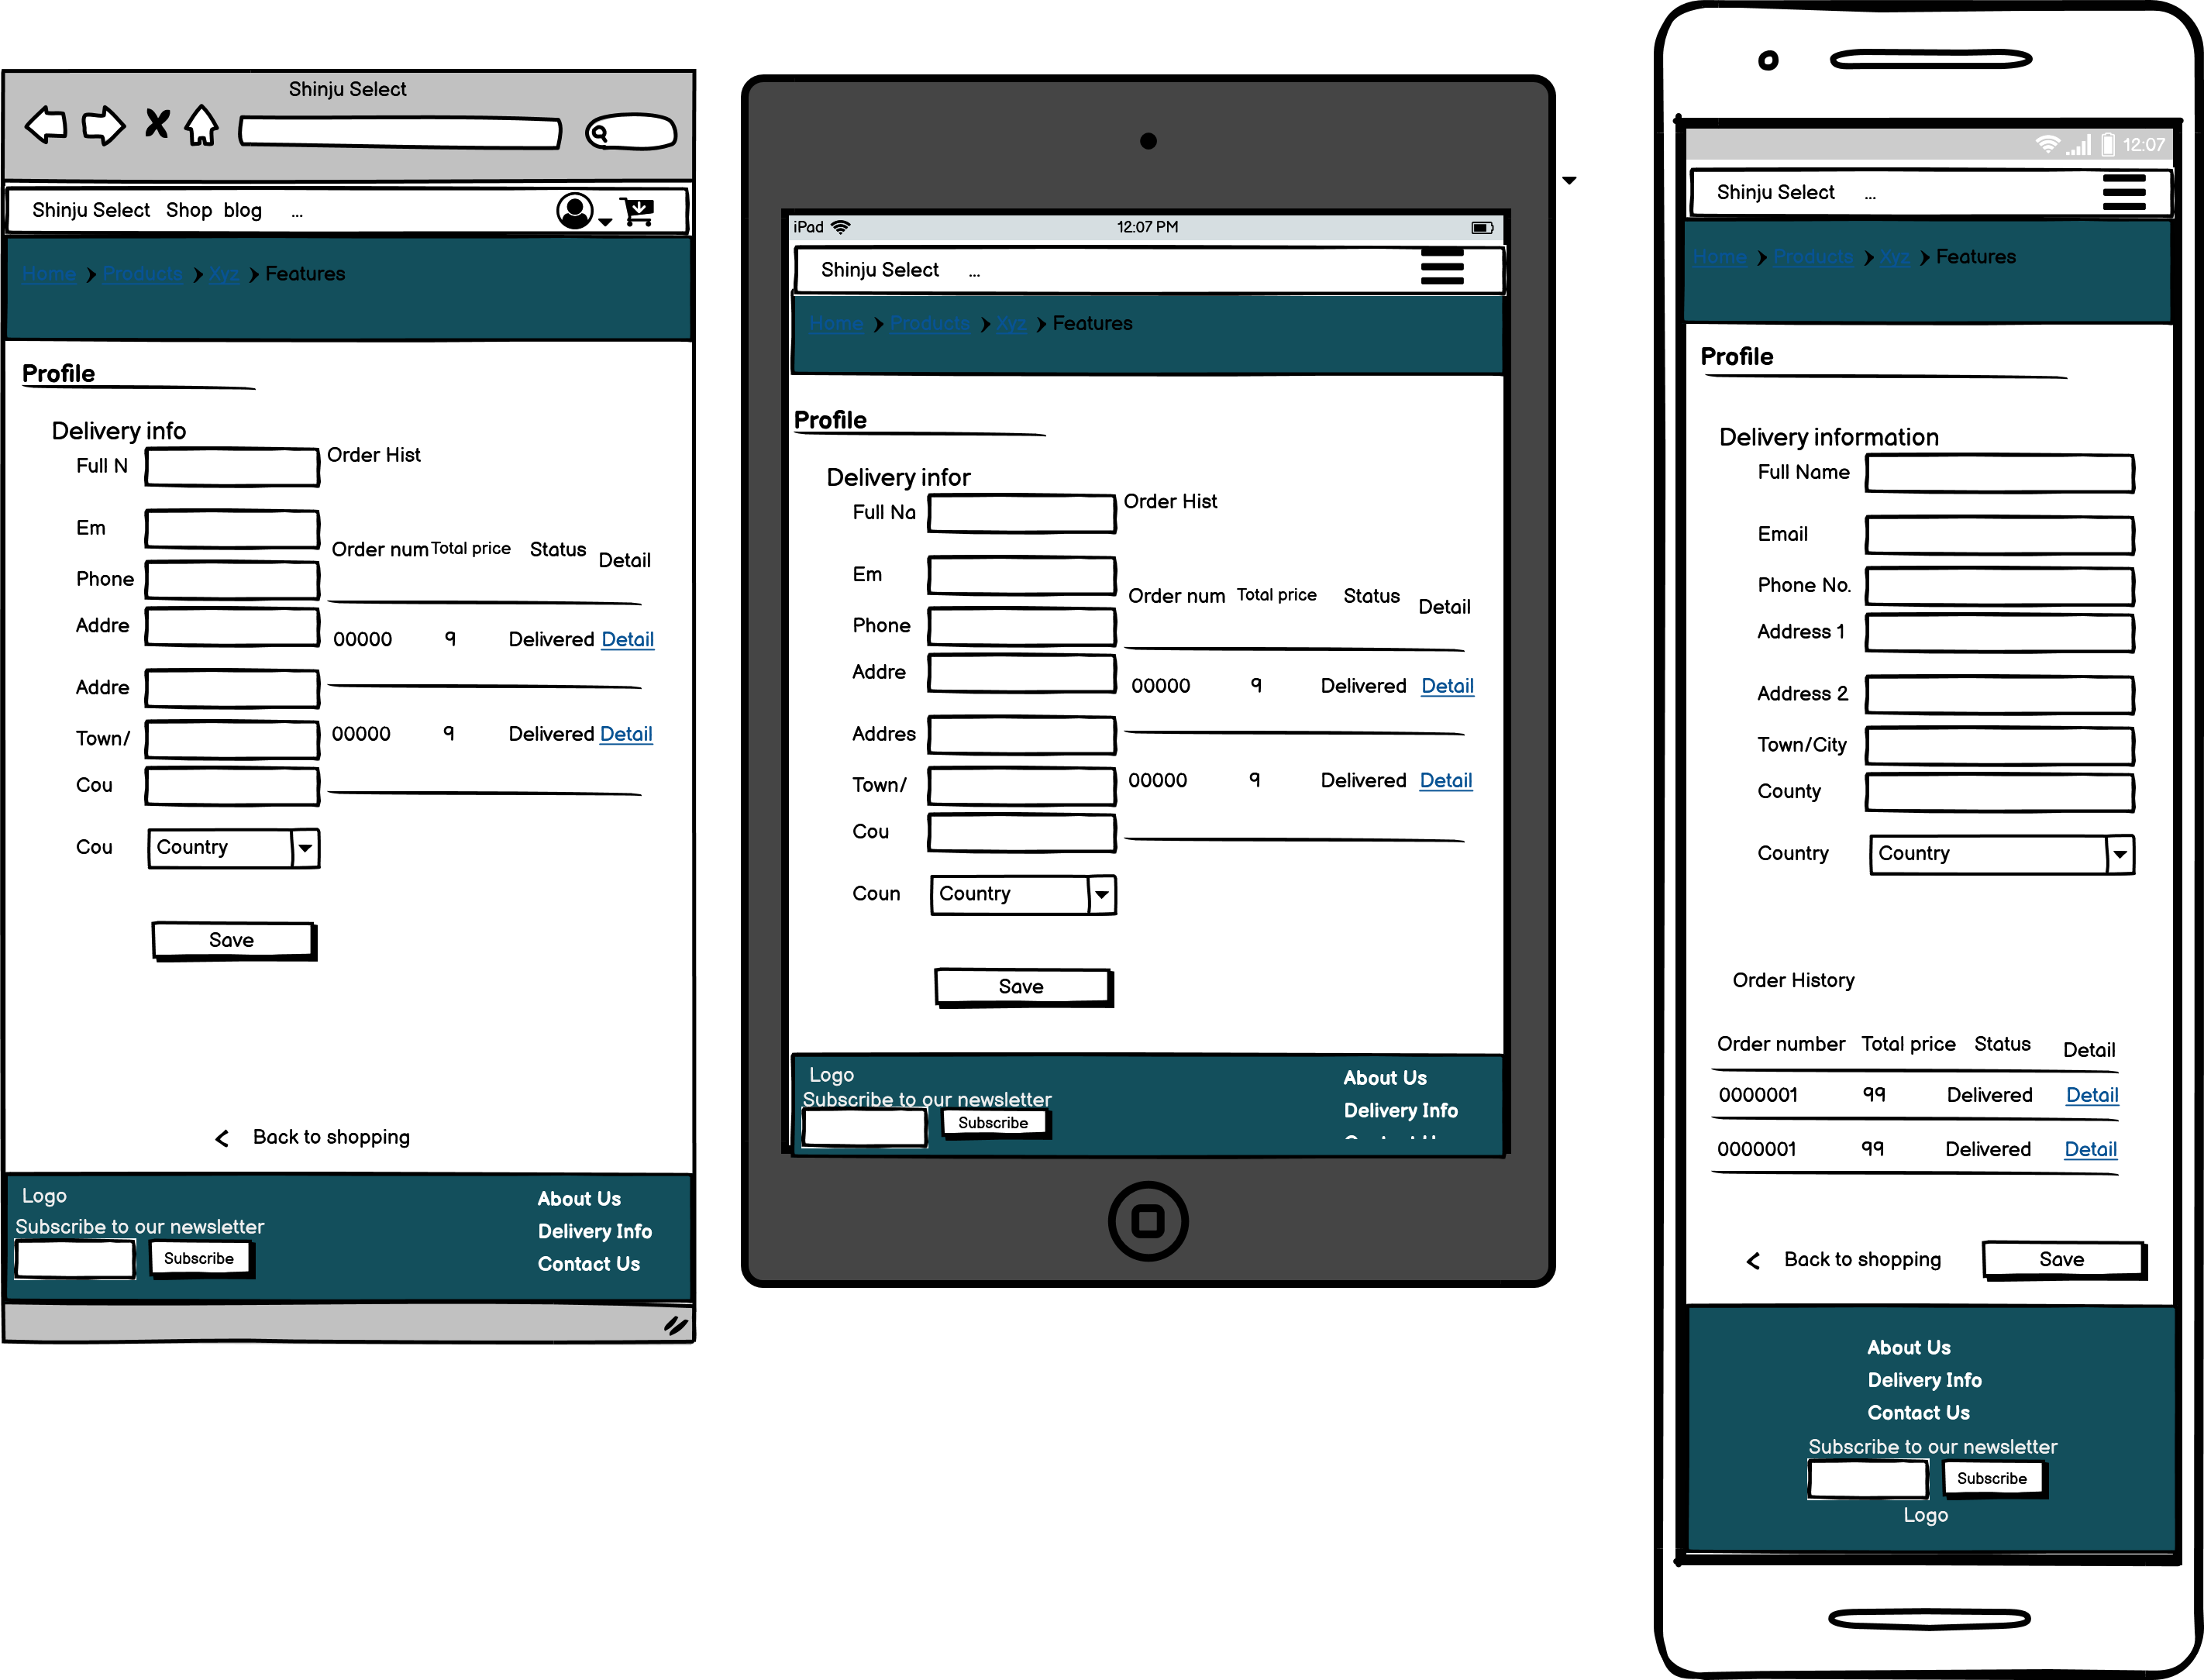 Shinju Select
Shinju Select Shop blog ...
Home Products Xyz Features
Profile
Delivery info
Full N
Order Hist
Em
Order num Total price Status Detail
Phone
Addre
00000 9 Delivered Detail
Addre
Town/
00000 9 Delivered Detail
Cou
Cou Country
Save
Back to shopping
Logo
Subscribe to our newsletter
Subscribe
About Us
Delivery Info
Contact Us
iPad 12:07 PM
Shinju Select ...
Home Products Xyz Features
Profile
Delivery infor
Full Na
Order Hist
Em
Order num Total price Status Detail
Phone
Addre
00000 9 Delivered Detail
Addres
Town/
00000 9 Delivered Detail
Cou
Coun Country
Save
Logo
Subscribe to our newsletter
Subscribe
About Us
Delivery Info
12:07
Shinju Select ...
Home Products Xyz Features
Profile
Delivery information
Full Name
Email
Phone No.
Address 1
Address 2
Town/City
County
Country Country
Order History
Order number Total price Status Detail
0000001 99 Delivered Detail
0000001 99 Delivered Detail
Back to shopping Save
About Us
Delivery Info
Contact Us
Subscribe to our newsletter
Subscribe
Logo